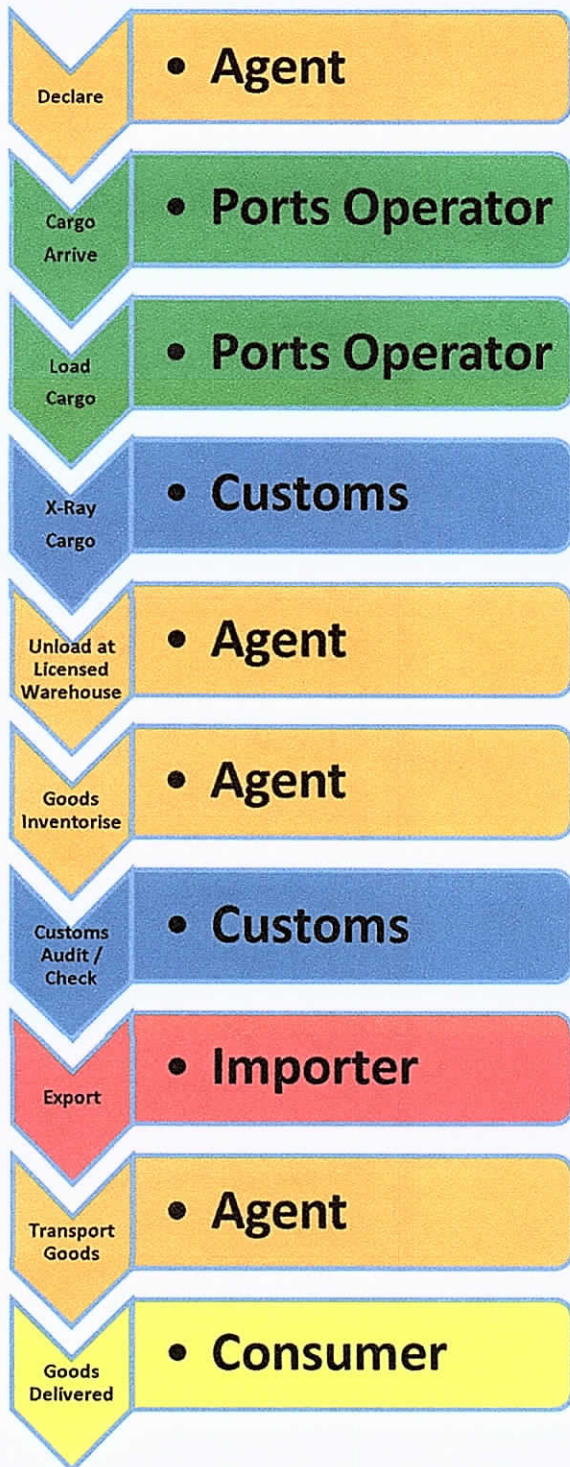 Declare
• Agent
Cargo
Arrive
• Ports Operator
Load
Cargo
• Ports Operator
X-Ray
Cargo
• Customs
Unload at
Licensed
Warehouse
• Agent
Goods
Inventorise
• Agent
Customs
Audit /
Check
• Customs
Export
• Importer
Transport
Goods
• Agent
Goods
Delivered
• Consumer